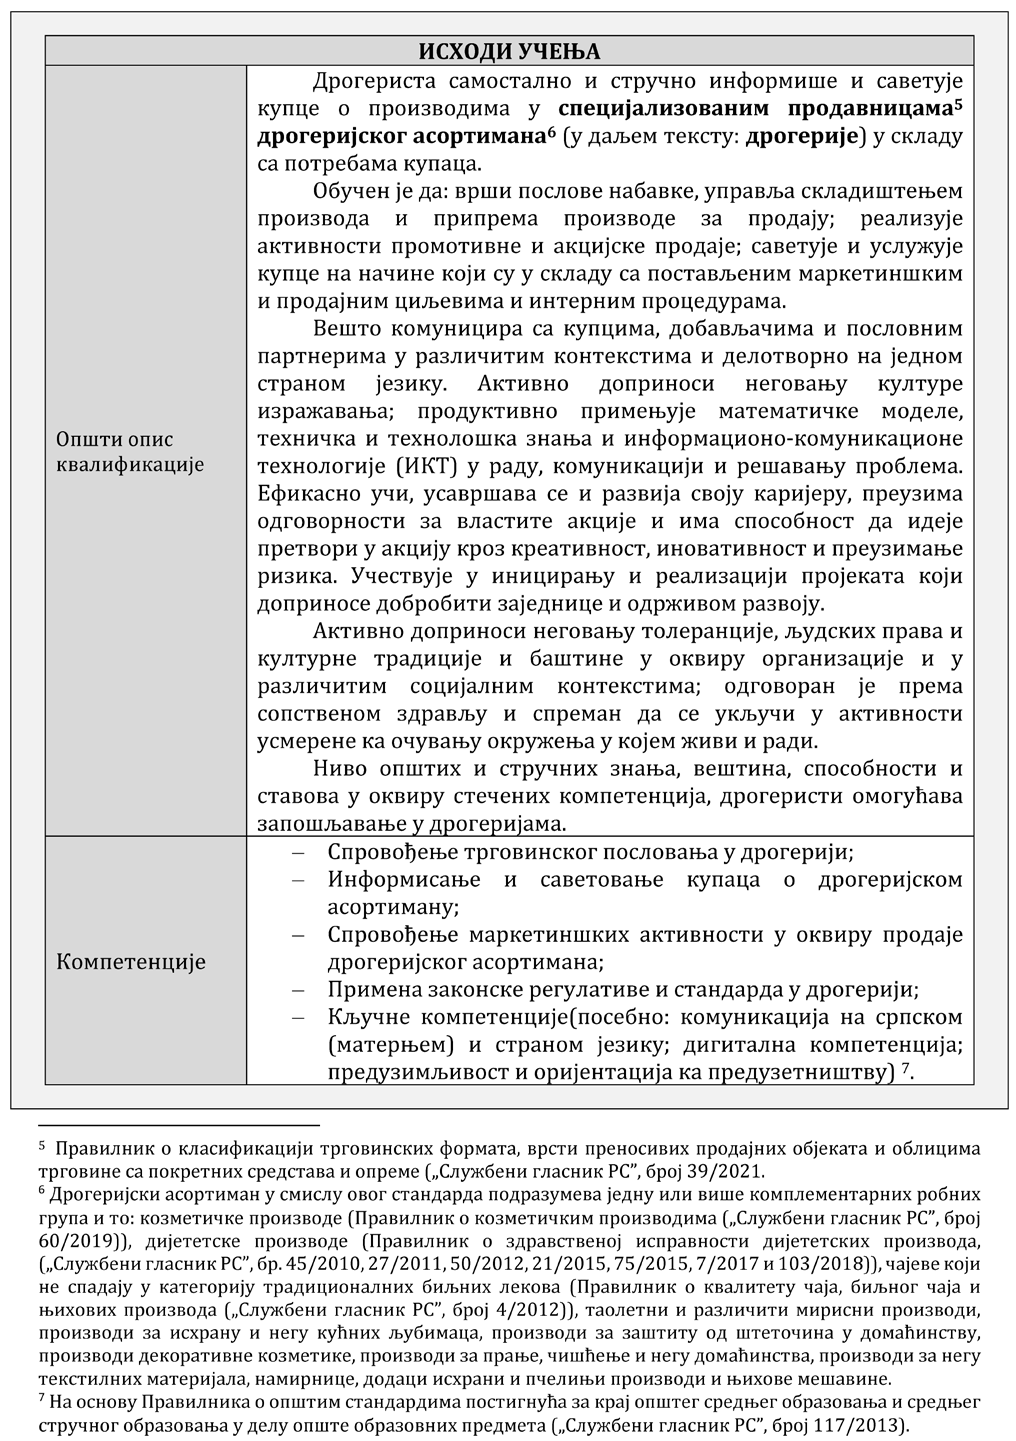 ИСХОДИ УЧЕЊА
Дрогериста самостално и стручно информише и саветује
купце о производима у специјализованим продавницама⁵
дрогеријског асортимана⁶ (у даљем тексту: дрогерије) у складу
са потребама купаца.
Обучен је да: врши послове набавке, управља складиштењем
производа и припрема производе за продају; реализује
активности промотивне и акцијске продаје; саветује и услужује
купце на начине који су у складу са постављеним маркетиншким
и продајним циљевима и интерним процедурама.
Вешто комуницира са купцима, добављачима и пословним
партнерима у различитим контекстима и делотворно на једном
страном језику. Активно доприноси неговању културе
изражавања; продуктивно примењује математичке моделе,
Општи опис
квалификације
техничка и технолошка знања и информационо-комуникационе
технологије (ИКТ) у раду, комуникацији и решавању проблема.
Ефикасно учи, усавршава се и развија своју каријеру, преузима
одговорности за властите акције и има способност да идеје
претвори у акцију кроз креативност, иновативност и преузимање
ризика. Учествује у иницирању и реализацији пројеката који
доприносе добробити заједнице и одрживом развоју.
Активно доприноси неговању толеранције, људских права и
културне традиције и баштине у оквиру организације и у
различитим социјалним контекстима; одговоран је према
сопственом здрављу и спреман да се укључи у активности
усмерене ка очувању окружења у којем живи и ради.
Ниво општих и стручних знања, вештина, способности и
ставова у оквиру стечених компетенција, дрогеристи омогућава
запошљавање у дрогеријама.
Компетенције
– Спровођење трговинског пословања у дрогерији;
– Информисање и саветовање купаца о дрогеријском
асортиману;
– Спровођење маркетиншких активности у оквиру продаје
дрогеријског асортимана;
– Примена законске регулативе и стандарда у дрогерији;
– Кључне компетенције(посебно: комуникација на српском
(матерњем) и страном језику; дигитална компетенција;
предузимљивост и оријентација ка предузетништву) ⁷.
⁵ Правилник о класификацији трговинских формата, врсти преносивих продајних објеката и облицима
трговине са покретних средстава и опреме („Службени гласник РС”, број 39/2021.
⁶ Дрогеријски асортиман у смислу овог стандарда подразумева једну или више комплементарних робних
група и то: козметичке производе (Правилник о козметичким производима („Службени гласник РС”, број
60/2019)), дијететске производе (Правилник о здравственој исправности дијететских производа,
(„Службени гласник РС”, бр. 45/2010, 27/2011, 50/2012, 21/2015, 75/2015, 7/2017 и 103/2018)), чајеве који
не спадају у категорију традиционалних биљних лекова (Правилник о квалитету чаја, биљног чаја и
њихових производа („Службени гласник РС”, број 4/2012)), таолетни и различити мирисни производи,
производи за исхрану и негу кућних љубимаца, производи за заштиту од штеточина у домаћинству,
производи декоративне козметике, производи за прање, чишћење и негу домаћинства, производи за негу
текстилних материјала, намирнице, додаци исхрани и пчелињи производи и њихове мешавине.
⁷ На основу Правилника о општим стандардима постигнућа за крај општег средњег образовања и средњег
стручног образовања у делу опште образовних предмета („Службени гласник РС”, број 117/2013).